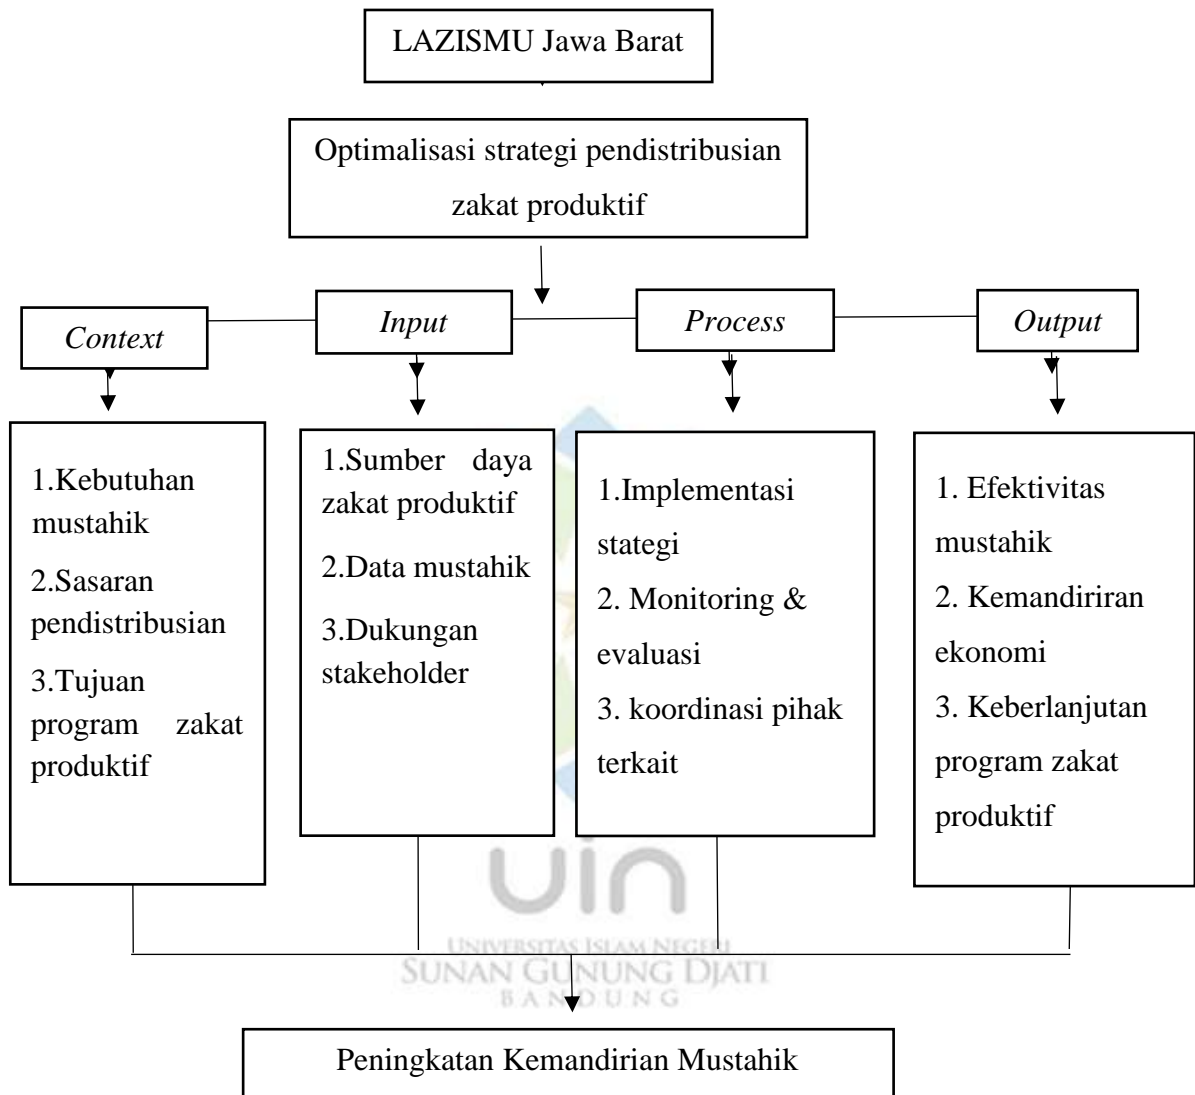 LAZISMU Jawa Barat
Optimalisasi strategi pendistribusian
zakat produktif
Context
Input
Process
Output
1.Kebutuhan
mustahik
2.Sasaran
pendistribusian
3.Tujuan
program zakat
produktif
1.Sumber daya
zakat produktif
2.Data mustahik
3.Dukungan
stakeholder
1.Implementasi
stategi
2. Monitoring &
evaluasi
3. koordinasi pihak
terkait
1. Efektivitas
mustahik
2. Kemandiriran
ekonomi
3. Keberlanjutan
program zakat
produktif
uin
UNIVERSITAS ISLAM NEGERI
SUNAN GUNUNG DJATI
BANDUNG
Peningkatan Kemandirian Mustahik